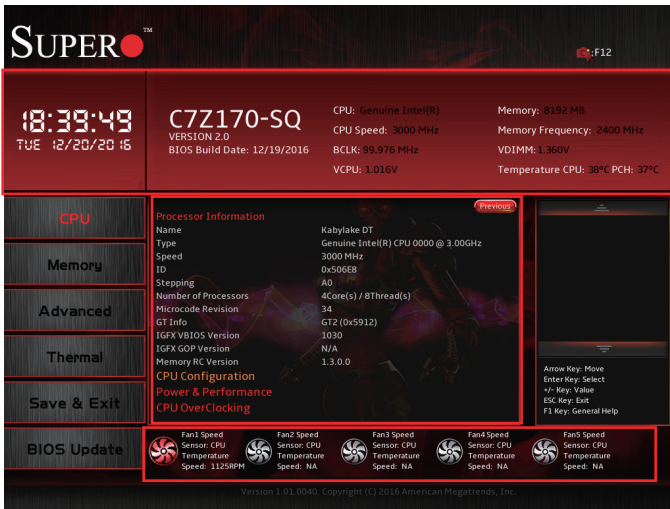 SUPER
TM
:F12
18:39:49
TUE 12/20/2016
C7Z170-SQ
VERSION 2.0
BIOS Build Date: 12/19/2016
CPU: Genuine Intel(R)
CPU Speed: 3000 MHz
BCLK: 99.976 MHz
VCPU: 1.016V
Memory: 8192 MB
Memory Frequency: 2400 MHz
VDIMM: 1.360V
Temperature CPU: 38°C PCH: 37°C
CPU
Memory
Advanced
Thermal
Save & Exit
BIOS Update
Previous
Processor Information
Name Kabylake DT
Type Genuine Intel(R) CPU 0000 @ 3.00GHz
Speed 3000 MHz
ID 0x506E8
Stepping A0
Number of Processors 4Core(s) / 8Thread(s)
Microcode Revision 34
GT Info GT2 (0x5912)
IGFX VBIOS Version 1030
IGFX GOP Version N/A
Memory RC Version 1.3.0.0
CPU Configuration
Power & Performance
CPU OverClocking
Arrow Key: Move
Enter Key: Select
+/- Key: Value
ESC Key: Exit
F1 Key: General Help
Fan1 Speed
Sensor: CPU
Temperature
Speed: 1125RPM
Fan2 Speed
Sensor: CPU
Temperature
Speed: NA
Fan3 Speed
Sensor: CPU
Temperature
Speed: NA
Fan4 Speed
Sensor: CPU
Temperature
Speed: NA
Fan5 Speed
Sensor: CPU
Temperature
Speed: NA
Version 1.01.0040. Copyright (C) 2016 American Megatrends, Inc.